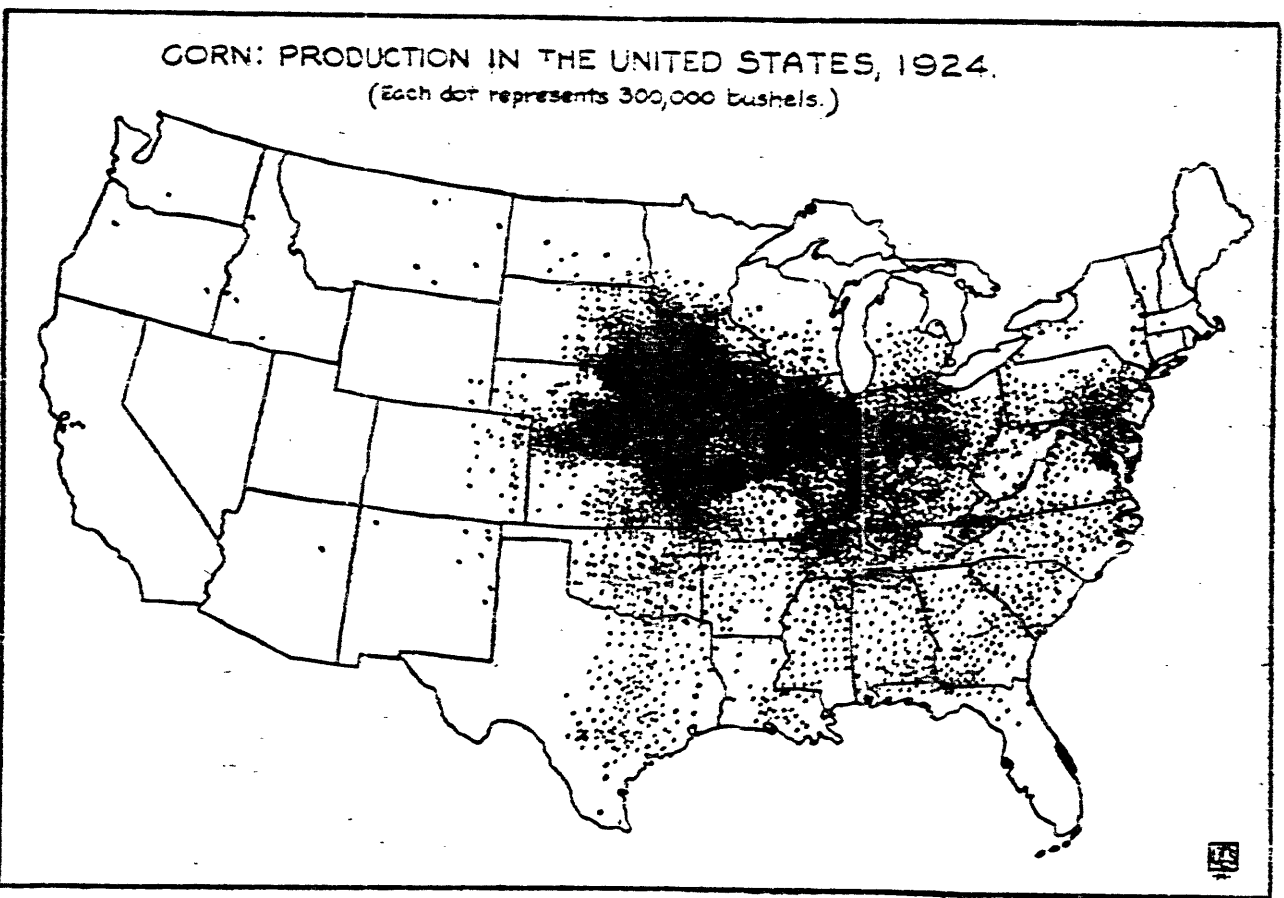 CORN: PRODUCTION IN THE UNITED STATES, 1924.
(Each dot represents 300,000 bushels.)